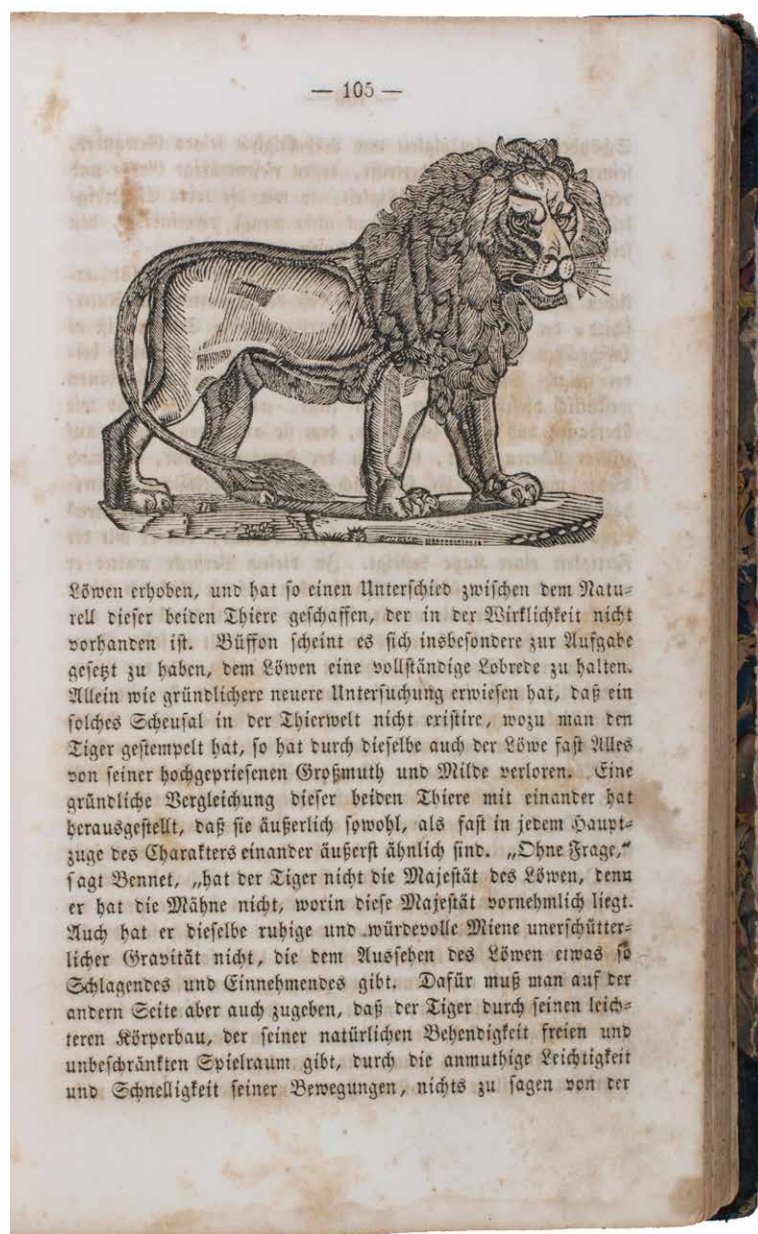 — 105 —
Löwen erhoben, und hat so einen Unterschied zwischen dem Natu-
rell dieser beiden Thiere geschaffen, der in der Wirklichkeit nicht
vorhanden ist. Büffon scheint es sich insbesondere zur Aufgabe
gesetzt zu haben, dem Löwen eine vollständige Lobrede zu halten.
Allein wie gründlichere neuere Untersuchung erwiesen hat, daß ein
solches Scheusal in der Thierwelt nicht existire, wozu man den
Tiger gestempelt hat, so hat durch dieselbe auch der Löwe fast Alles
von seiner hochgepriesenen Großmuth und Milde verloren. Eine
gründliche Vergleichung dieser beiden Thiere mit einander hat
herausgestellt, daß sie äußerlich sowohl, als fast in jedem Haupt-
zuge des Charakters einander äußerst ähnlich sind. „Ohne Frage,“
sagt Bennet, „hat der Tiger nicht die Majestät des Löwen, denn
er hat die Mähne nicht, worin diese Majestät vornehmlich liegt.
Auch hat er dieselbe ruhige und würdevolle Miene unerschütter-
licher Gravität nicht, die dem Aussehen des Löwen etwas so
Schlagendes und Einnehmendes gibt. Dafür muß man auf der
andern Seite aber auch zugeben, daß der Tiger durch seinen leich-
teren Körperbau, der seiner natürlichen Behendigkeit freien und
unbeschränkten Spielraum gibt, durch die anmuthige Leichtigkeit
und Schnelligkeit seiner Bewegungen, nichts zu sagen von der